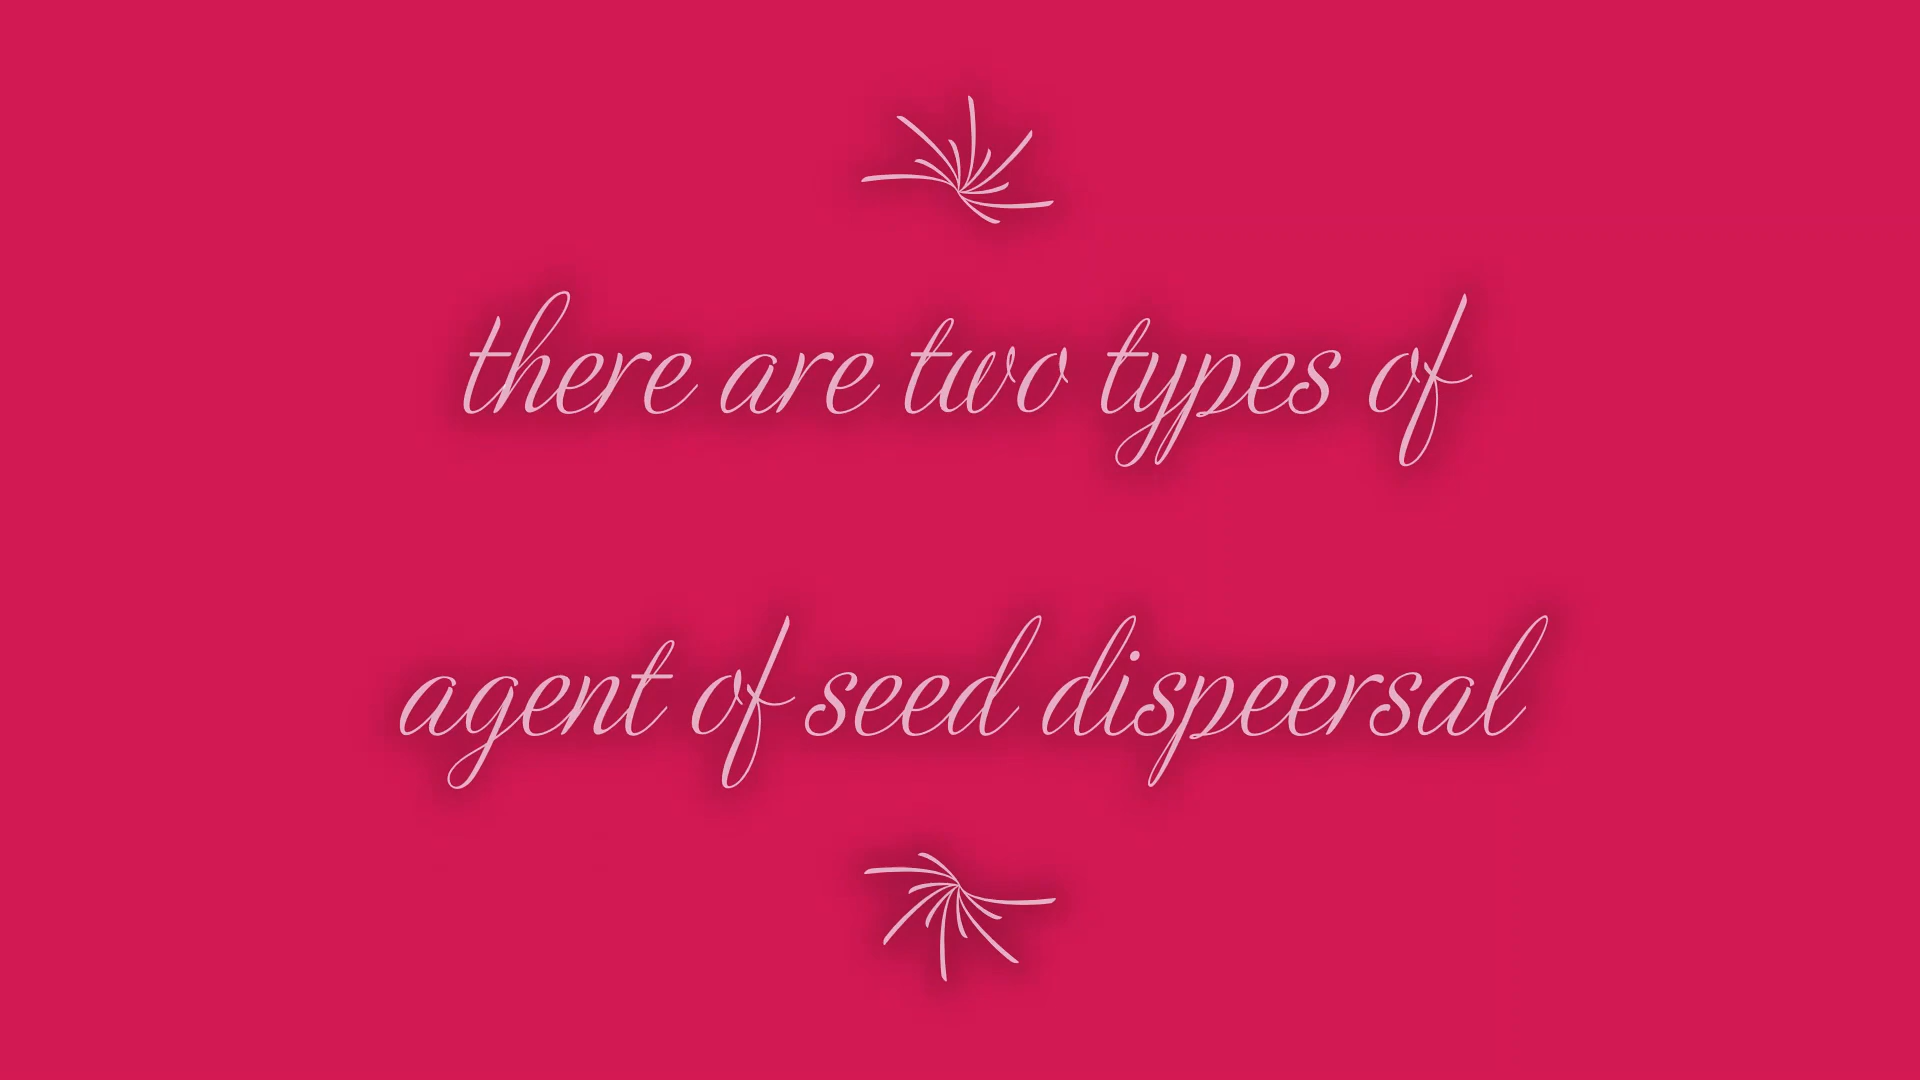 there are two types of
agent of seed dispeersal